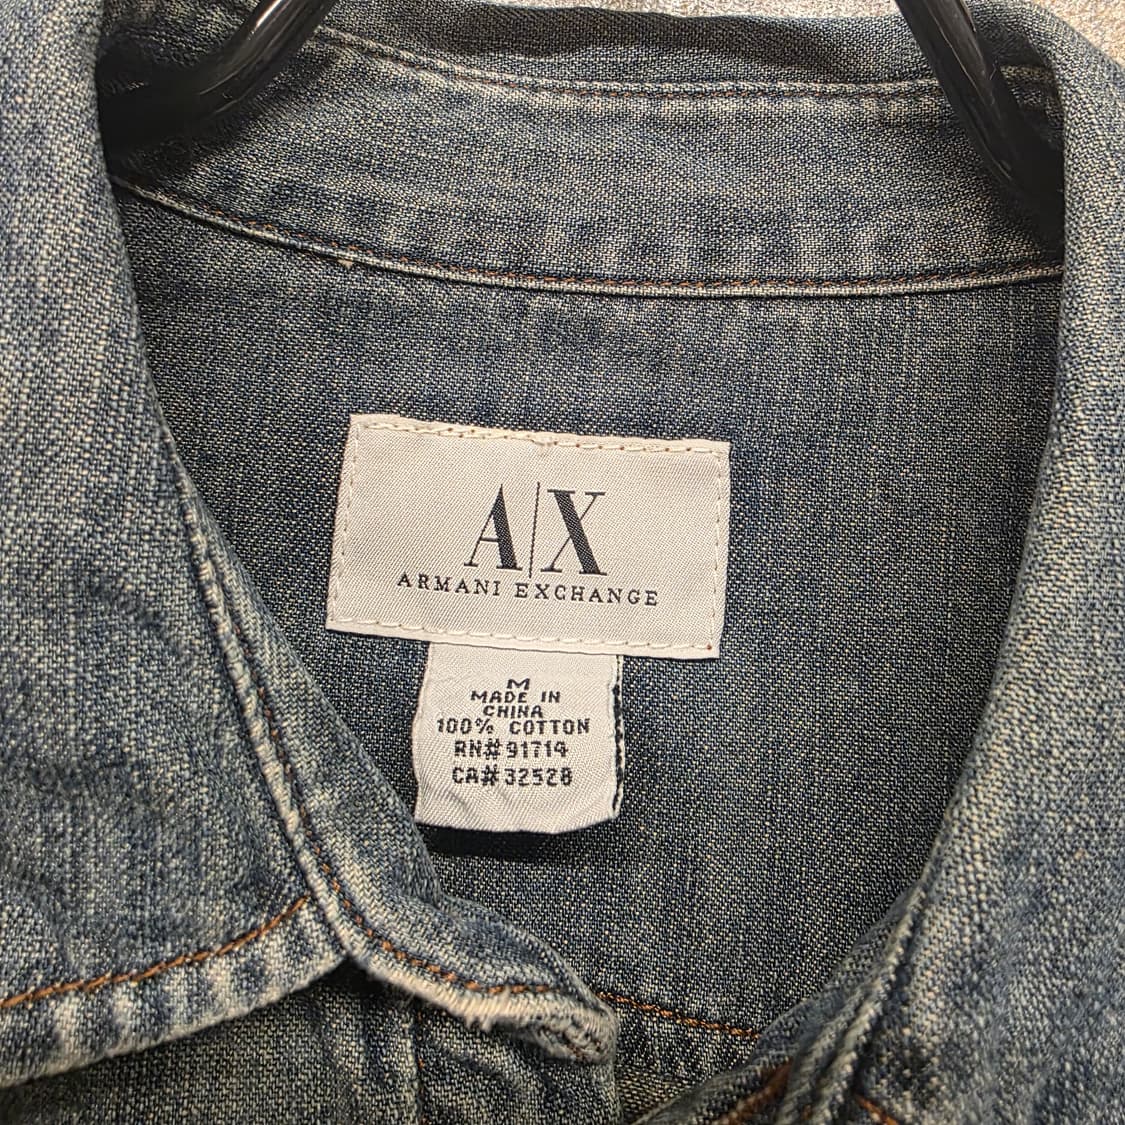 A|X
ARMANI EXCHANGE
M
MADE IN
CHINA
100% COTTON
RN# 91714
CA# 32528